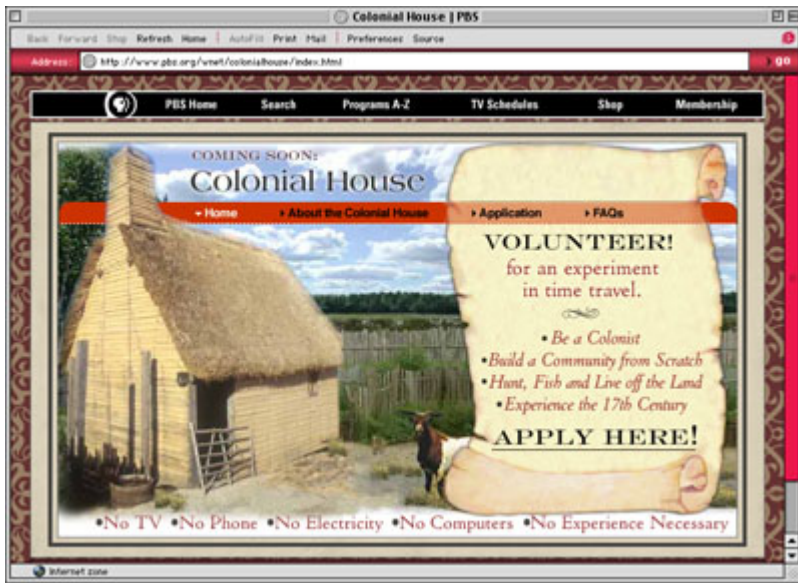 Colonial House | PBS
Back Forward Stop Refresh Home AutoFill Print Mail Preferences Source
Address: http://www.pbs.org/wnet/colonialhouse/index.html go
PBS Home Search Programs A-Z TV Schedules Shop Membership
COMING SOON:
Colonial House
Home About the Colonial House Application FAQs
VOLUNTEER!
for an experiment
in time travel.
•Be a Colonist
•Build a Community from Scratch
•Hunt, Fish and Live off the Land
•Experience the 17th Century
APPLY HERE!
•No TV •No Phone •No Electricity •No Computers •No Experience Necessary
Internet zone